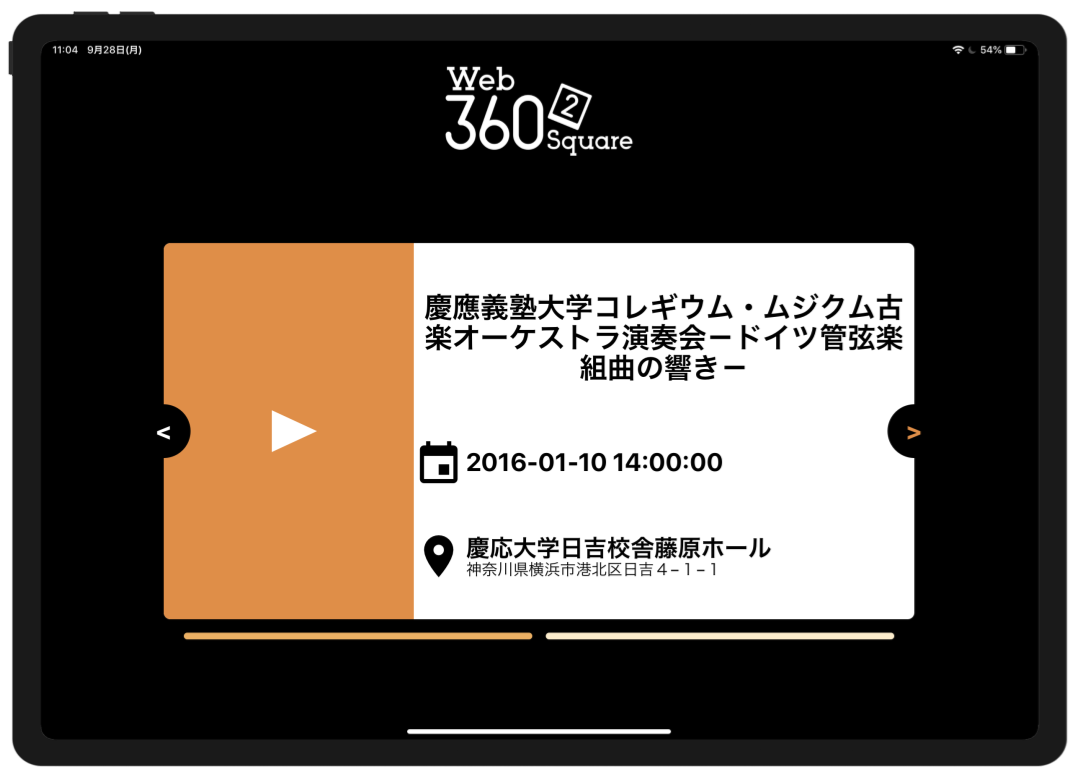 11:04 9月28日(月)
54%
Web
360 2
Square
慶應義塾大学コレギウム・ムジクム古
楽オーケストラ演奏会－ドイツ管弦楽
組曲の響き－
<
>
2016-01-10 14:00:00
慶応大学日吉校舎藤原ホール
神奈川県横浜市港北区日吉４−１−１